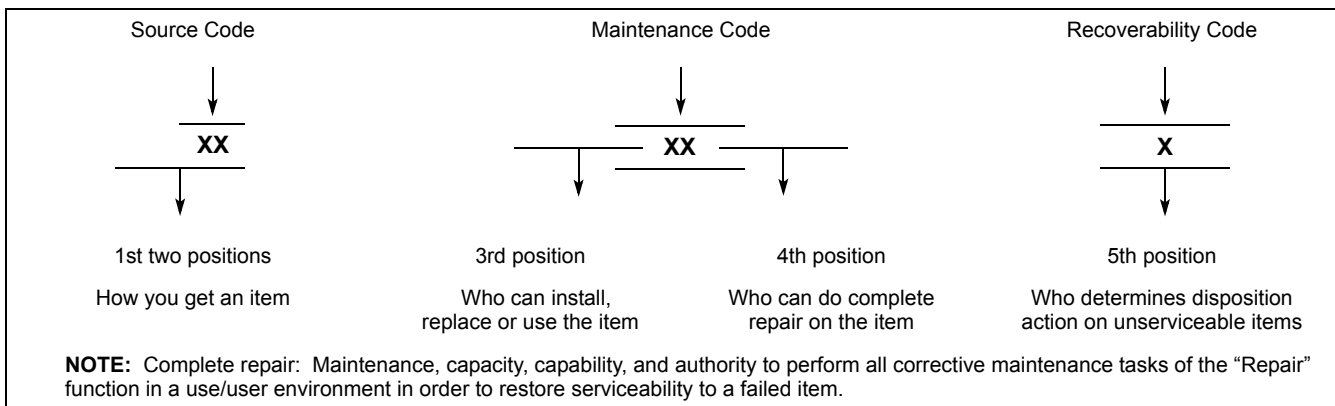 Source Code
Maintenance Code
Recoverability Code
XX
XX
X
1st two positions
3rd position
4th position
5th position
How you get an item
Who can install,
replace or use the item
Who can do complete
repair on the item
Who determines disposition
action on unserviceable items
NOTE: Complete repair: Maintenance, capacity, capability, and authority to perform all corrective maintenance tasks of the “Repair”
function in a use/user environment in order to restore serviceability to a failed item.